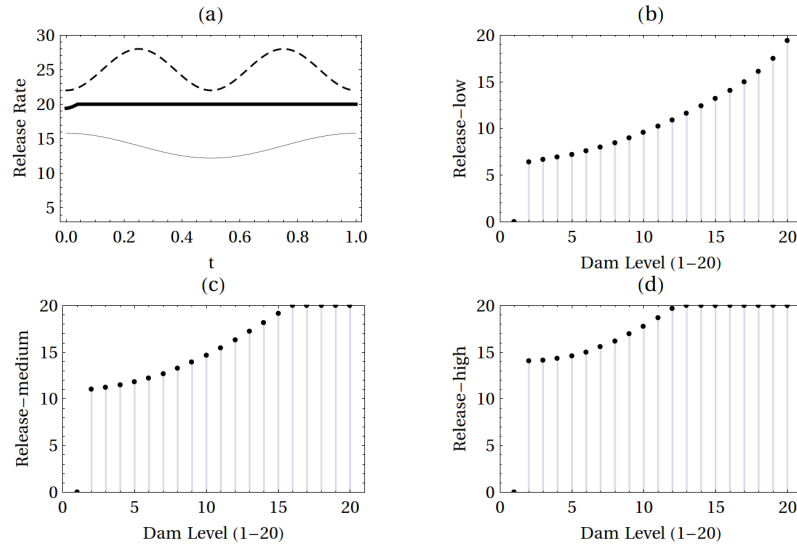 (a)
Release Rate
30
25
20
15
10
5
0.0 0.2 0.4 0.6 0.8 1.0
t
(b)
Release-low
20
15
10
5
0
0 5 10 15 20
Dam Level (1-20)
(c)
Release-medium
20
15
10
5
0
0 5 10 15 20
Dam Level (1-20)
(d)
Release-high
20
15
10
5
0
0 5 10 15 20
Dam Level (1-20)